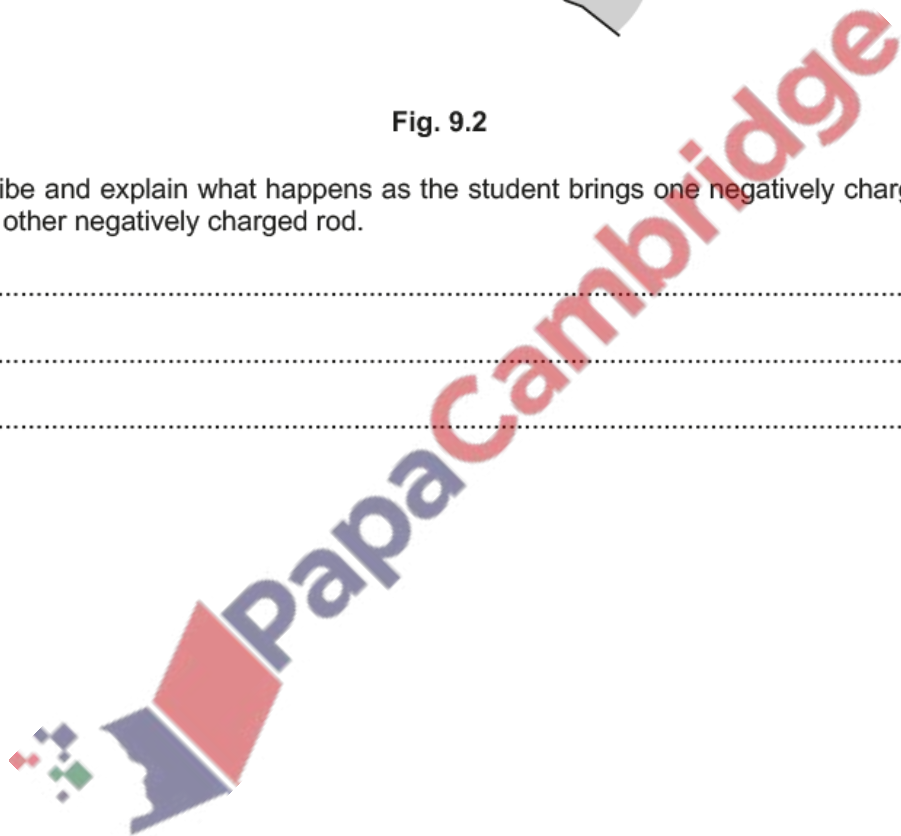 Fig. 9.2
ibe and explain what happens as the student brings one negatively charg
other negatively charged rod.
PapaCambridge